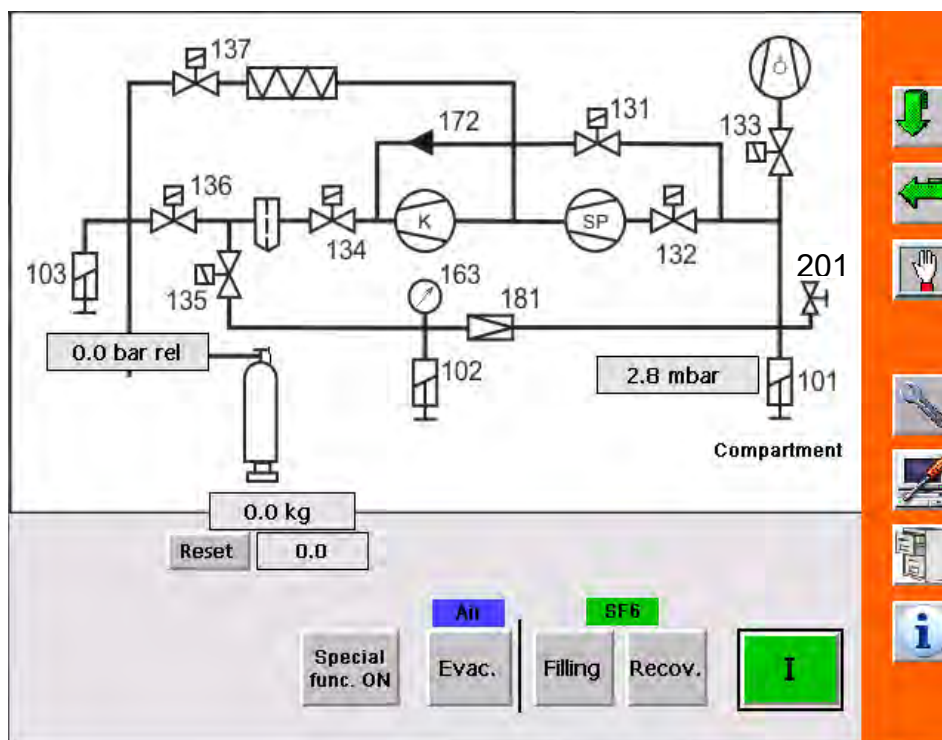 137
172
131
133
136
K
SP
134
132
103
135
163
181
201
0.0 bar rel
102
2.8 mbar
101
Compartment
0.0 kg
Reset
0.0
Air
SF6
Special
func. ON
Evac.
Filling
Recov.
I
i